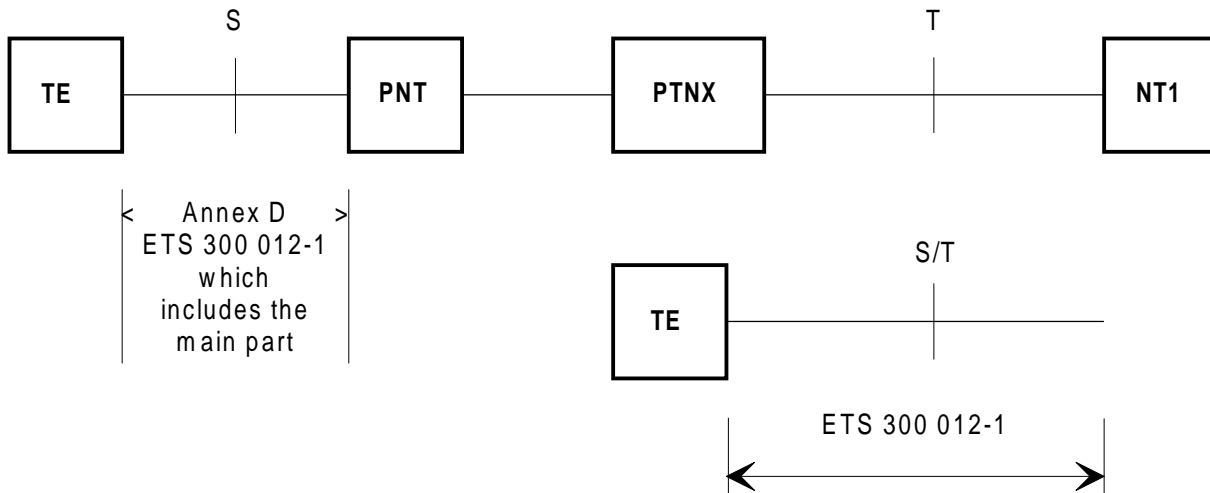 S
T
TE
PNT
PTNX
NT1
< Annex D >
ETS 300 012-1
which
includes the
main part
S/T
TE
ETS 300 012-1